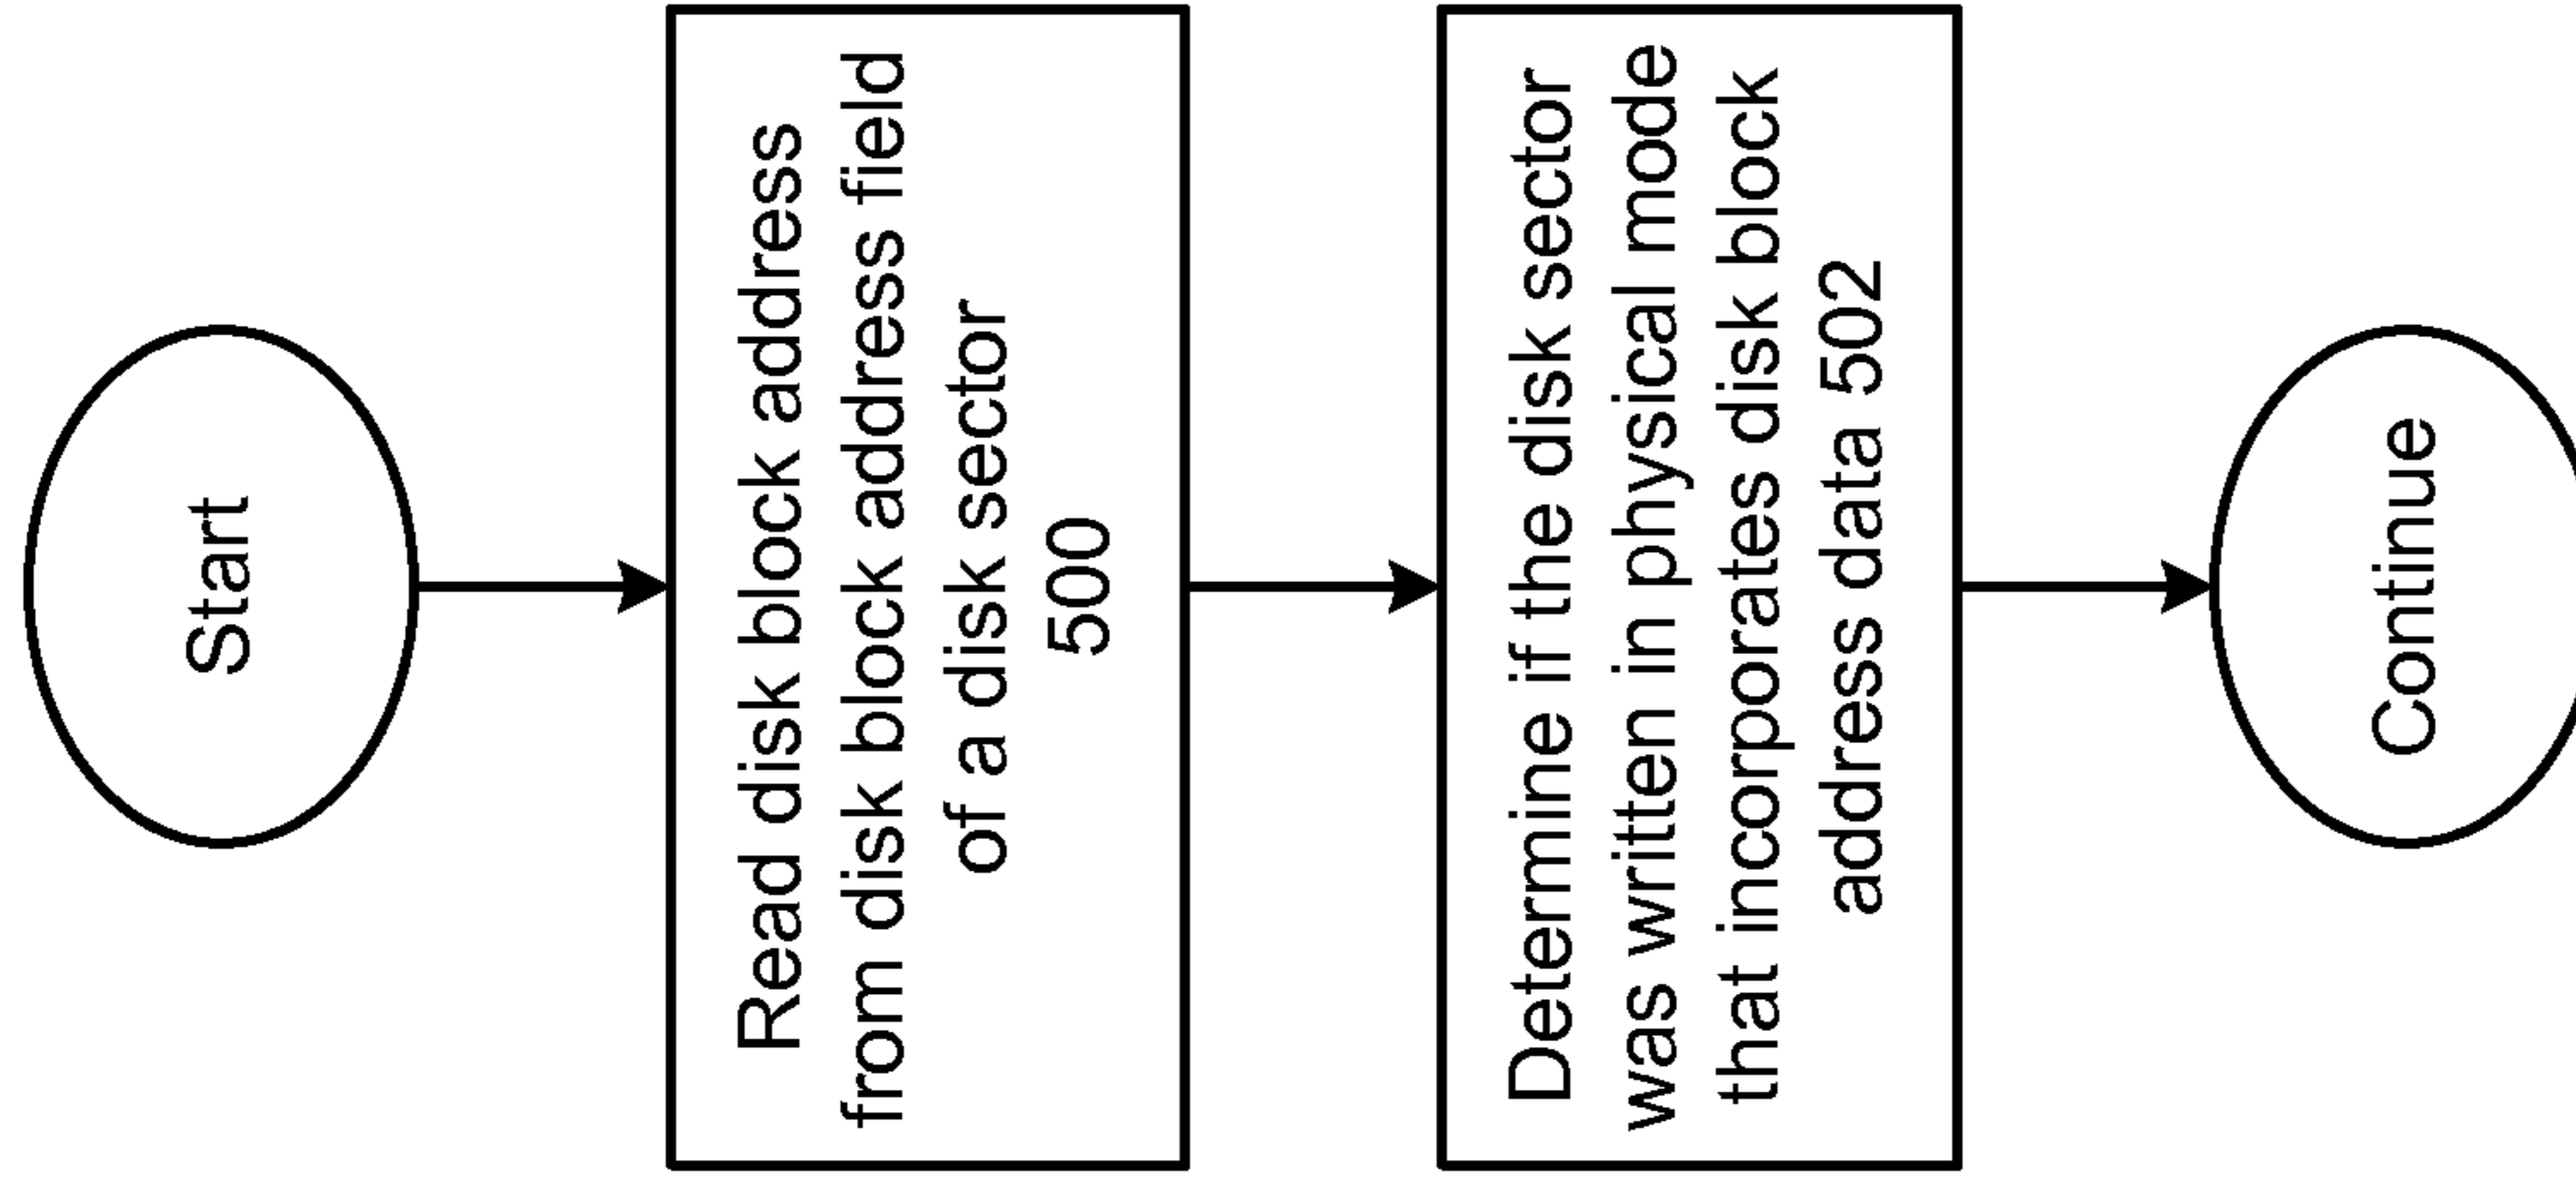 Start
Read disk block address
from disk block address field
of a disk sector
500
Determine if the disk sector
was written in physical mode
that incorporates disk block
address data 502
Continue